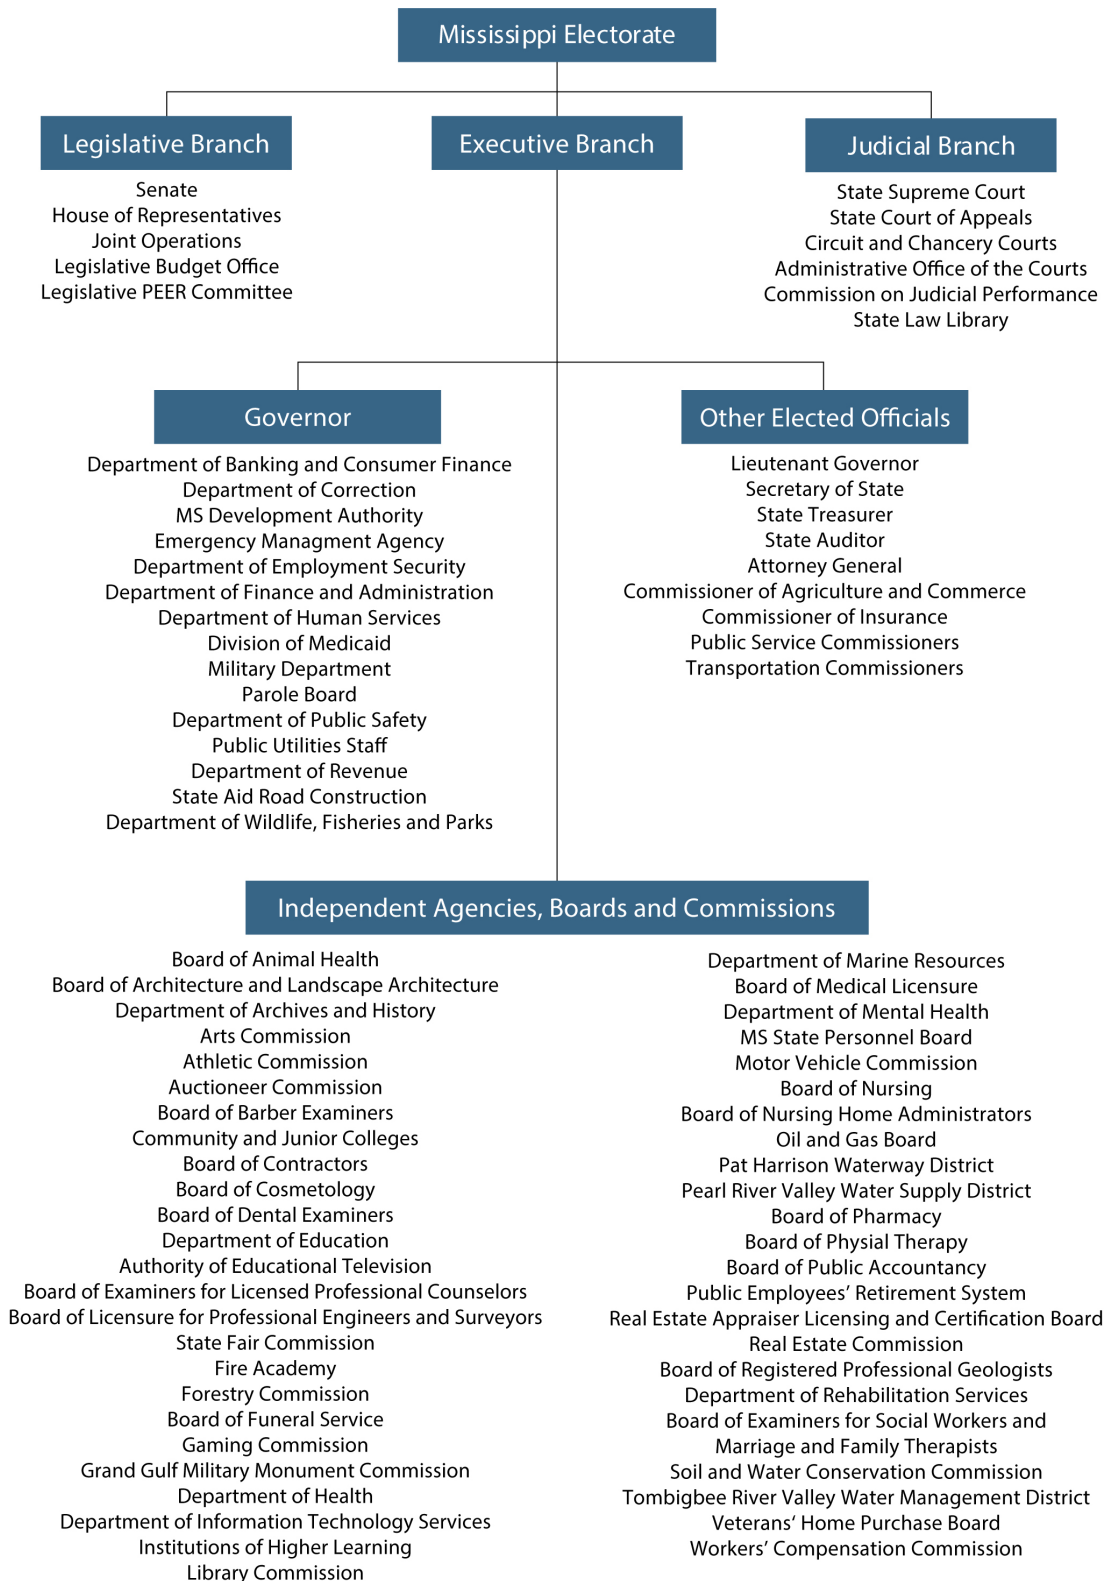 Mississippi Electorate
Legislative Branch
Senate
House of Representatives
Joint Operations
Legislative Budget Office
Legislative PEER Committee
Executive Branch
Judicial Branch
State Supreme Court
State Court of Appeals
Circuit and Chancery Courts
Administrative Office of the Courts
Commission on Judicial Performance
State Law Library
Governor
Department of Banking and Consumer Finance
Department of Correction
MS Development Authority
Emergency Managment Agency
Department of Employment Security
Department of Finance and Administration
Department of Human Services
Division of Medicaid
Military Department
Parole Board
Department of Public Safety
Public Utilities Staff
Department of Revenue
State Aid Road Construction
Department of Wildlife, Fisheries and Parks
Other Elected Officials
Lieutenant Governor
Secretary of State
State Treasurer
State Auditor
Attorney General
Commissioner of Agriculture and Commerce
Commissioner of Insurance
Public Service Commissioners
Transportation Commissioners
Independent Agencies, Boards and Commissions
Board of Animal Health
Board of Architecture and Landscape Architecture
Department of Archives and History
Arts Commission
Athletic Commission
Auctioneer Commission
Board of Barber Examiners
Community and Junior Colleges
Board of Contractors
Board of Cosmetology
Board of Dental Examiners
Department of Education
Authority of Educational Television
Board of Examiners for Licensed Professional Counselors
Board of Licensure for Professional Engineers and Surveyors
State Fair Commission
Fire Academy
Forestry Commission
Board of Funeral Service
Gaming Commission
Grand Gulf Military Monument Commission
Department of Health
Department of Information Technology Services
Institutions of Higher Learning
Library Commission
Department of Marine Resources
Board of Medical Licensure
Department of Mental Health
MS State Personnel Board
Motor Vehicle Commission
Board of Nursing
Board of Nursing Home Administrators
Oil and Gas Board
Pat Harrison Waterway District
Pearl River Valley Water Supply District
Board of Pharmacy
Board of Physial Therapy
Board of Public Accountancy
Public Employees’ Retirement System
Real Estate Appraiser Licensing and Certification Board
Real Estate Commission
Board of Registered Professional Geologists
Department of Rehabilitation Services
Board of Examiners for Social Workers and
Marriage and Family Therapists
Soil and Water Conservation Commission
Tombigbee River Valley Water Management District
Veterans‘ Home Purchase Board
Workers’ Compensation Commission